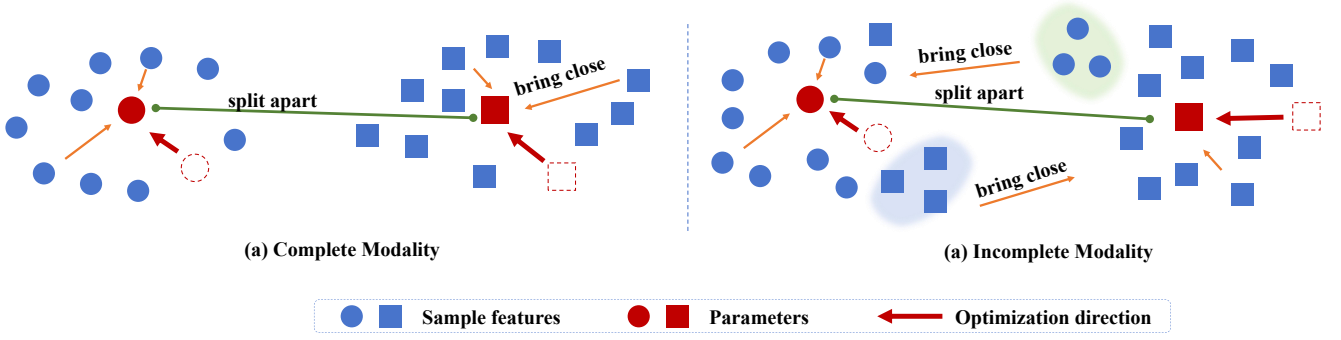 bring close
split apart
(a) Complete Modality
bring close
split apart
bring close
(a) Incomplete Modality
Sample features
Parameters
Optimization direction